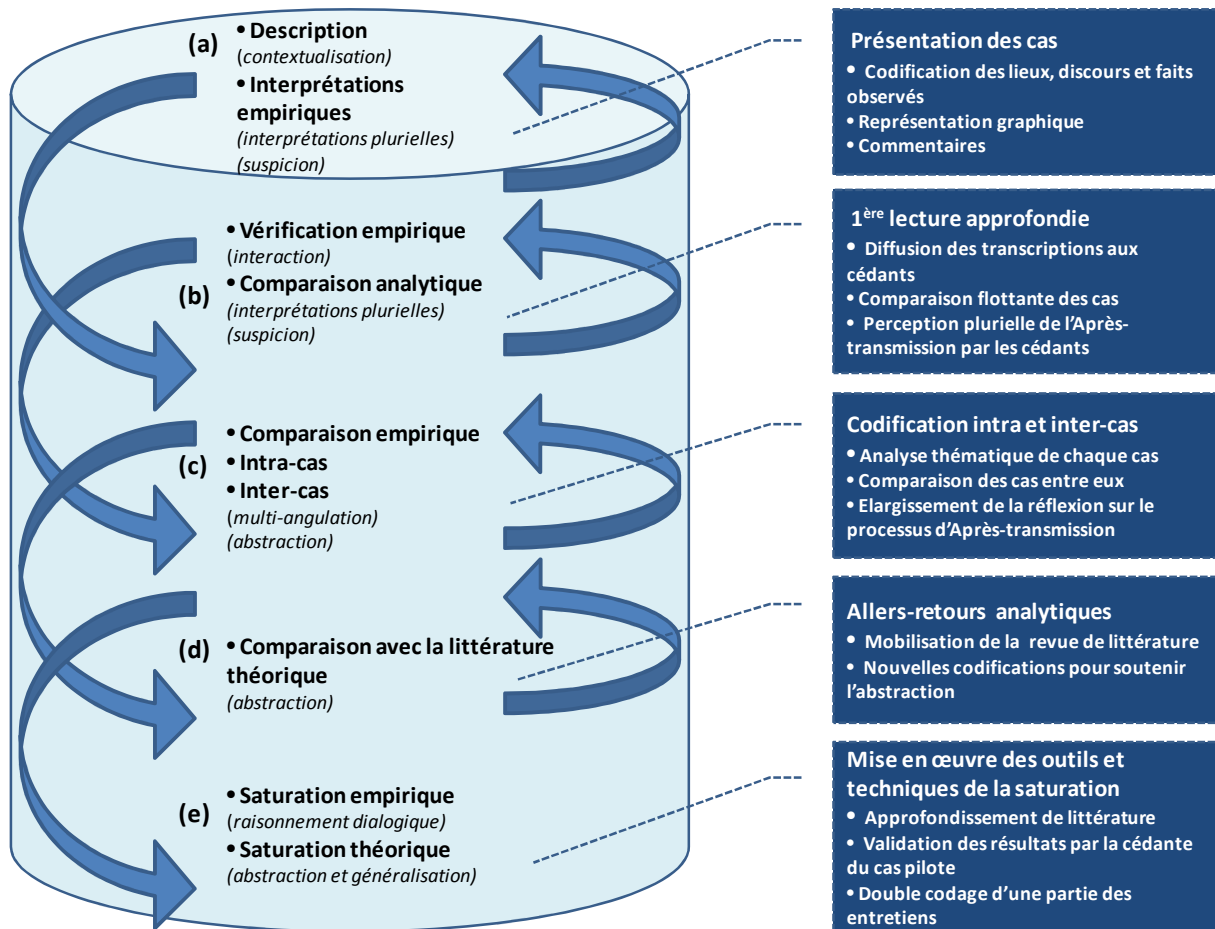 (a)
• Description
(contextualisation)
• Interprétations
empiriques
(interprétations plurielles)
(suspicion)
Présentation des cas
• Codification des lieux, discours et faits
observés
• Représentation graphique
• Commentaires
(b)
• Vérification empirique
(interaction)
• Comparaison analytique
(interprétations plurielles)
(suspicion)
1ère lecture approfondie
• Diffusion des transcriptions aux
cédants
• Comparaison flottante des cas
• Perception plurielle de l’Après-
transmission par les cédants
(c)
• Comparaison empirique
• Intra-cas
• Inter-cas
(multi-angulation)
(abstraction)
Codification intra et inter-cas
• Analyse thématique de chaque cas
• Comparaison des cas entre eux
• Elargissement de la réflexion sur le
processus d’Après-transmission
(d)
• Comparaison avec la littérature
théorique
(abstraction)
Allers-retours analytiques
• Mobilisation de la revue de littérature
• Nouvelles codifications pour soutenir
l’abstraction
(e)
• Saturation empirique
(raisonnement dialogique)
• Saturation théorique
(abstraction et généralisation)
Mise en œuvre des outils et
techniques de la saturation
• Approfondissement de littérature
• Validation des résultats par la cédante
du cas pilote
• Double codage d’une partie des
entretiens